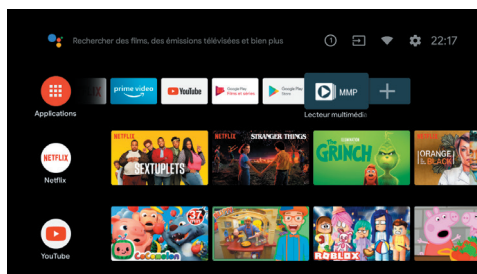 Rechercher des films, des émissions télévisées et bien plus
1
22:17
prime video
YouTube
Google Play
Films et séries
Google Play
MMP
Applications
Lecteur multimédia
NETFLIX
Netflix
NETFLIX
SEXTUPLETS
NETFLIX
STRANGER THINGS
GRINCH
ORANGE
BLACK
YouTube
37
CoComelon
ROBLOX